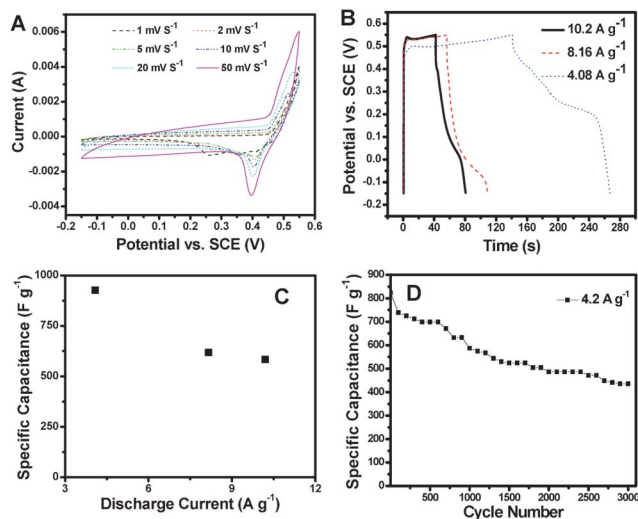 A
1 mV S⁻¹ 2 mV S⁻¹
5 mV S⁻¹ 10 mV S⁻¹
20 mV S⁻¹ 50 mV S⁻¹
Current (A)
0.006
0.004
0.002
0.000
-0.002
-0.004
-0.2 -0.1 0.0 0.1 0.2 0.3 0.4 0.5 0.6
Potential vs. SCE (V)
B
10.2 A g⁻¹
8.16 A g⁻¹
4.08 A g⁻¹
Potential vs. SCE (V)
0.6
0.5
0.4
0.3
0.2
0.1
0.0
-0.1
-0.2
0 40 80 120 160 200 240 280
Time (s)
C
Specific Capacitance (F g⁻¹)
1000
750
500
250
0
3 6 9 12
Discharge Current (A g⁻¹)
D
4.2 A g⁻¹
Specific Capacitance (F g⁻¹)
900
800
700
600
500
400
300
200
100
0
500 1000 1500 2000 2500 3000
Cycle Number